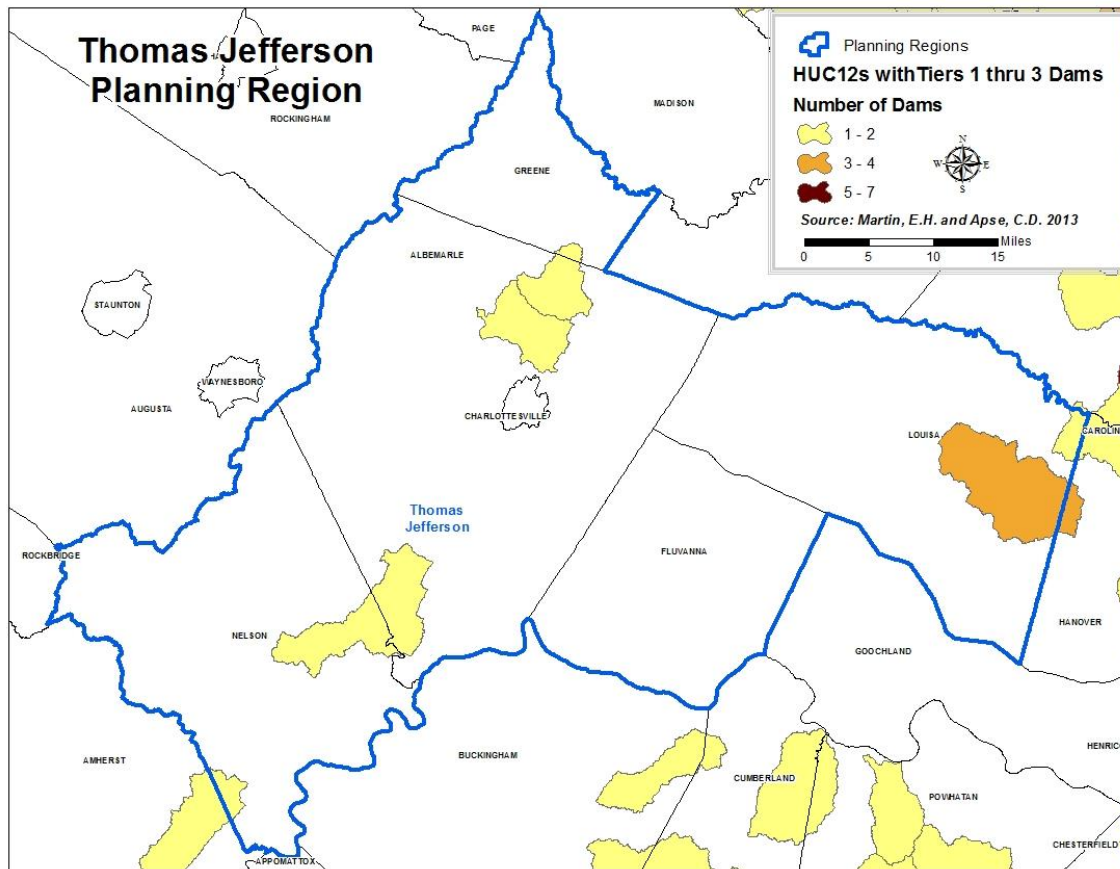 Thomas Jefferson
Planning Region
PAGE
ROCKINGHAM
MADISON
GREENE
ALBEMARLE
STAUNTON
WAYNESBORO
AUGUSTA
CHARLOTTESVILLE
LOUISA
CAROLIN
Thomas
Jefferson
ROCKBRIDGE
FLUVANNA
NELSON
HANOVER
GOOCHLAND
BUCKINGHAM
AMHERST
HENRICO
CUMBERLAND
POWHATAN
CHESTERFIELD
APPOMATTOX
Planning Regions
HUC12s with Tiers 1 thru 3 Dams
Number of Dams
1 - 2
3 - 4
5 - 7
N
W E
S
Source: Martin, E.H. and Apse, C.D. 2013
Miles
0 5 10 15